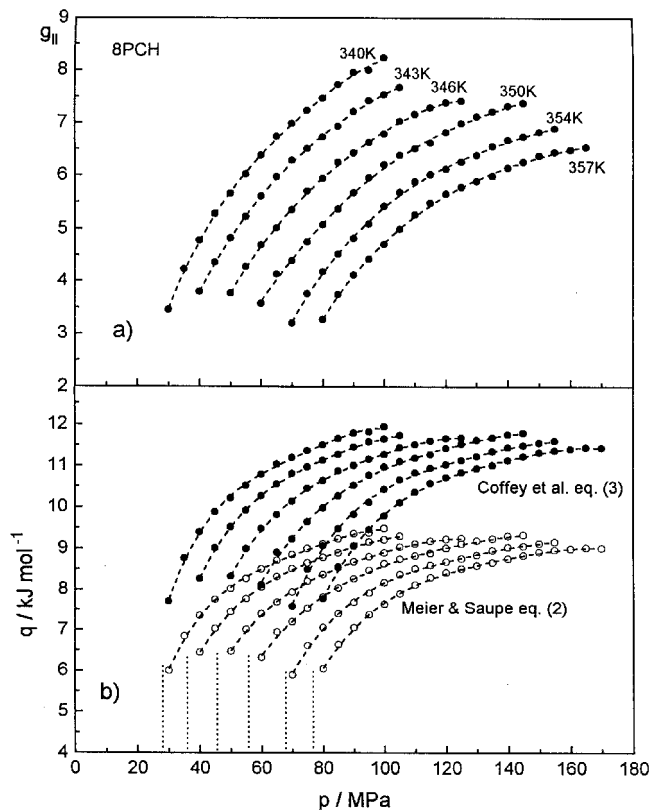 9
g_II
8PCH
340K
8
343K
346K
350K
7
354K
357K
6
5
4
3
a)
2
12
11
10
Coffey et al. eq. (3)
9
8
q / kJ mol⁻¹
Meier & Saupe eq. (2)
7
6
5
b)
4
0 20 40 60 80 100 120 140 160 180
p / MPa